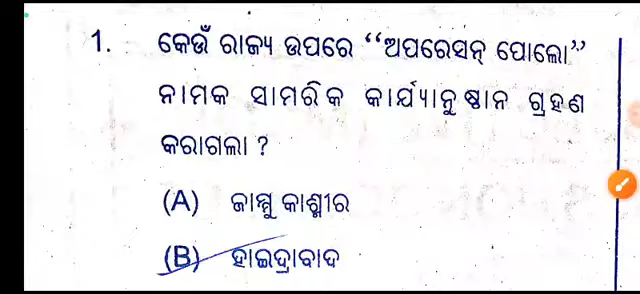 1. କେଉଁ ରାଜ୍ୟ ଉପରେ “ଅପରେସନ୍ ପୋଲୋ”
ନାମକ ସାମରିକ କାର୍ଯ୍ୟାନୁଷ୍ଠାନ ଗ୍ରହଣ
କରାଗଲା ?
(A) ଜାମ୍ମୁ କାଶ୍ମୀର
(B) ହାଇଦ୍ରାବାଦ